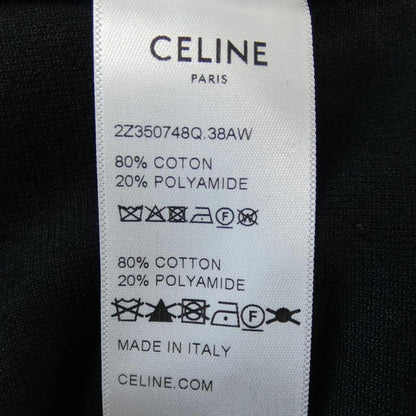 CELINE
PARIS
2Z350748Q.38AW
80% COTON
20% POLYAMIDE
F W
80% COTTON
20% POLYAMIDE
F
MADE IN ITALY
CELINE.COM